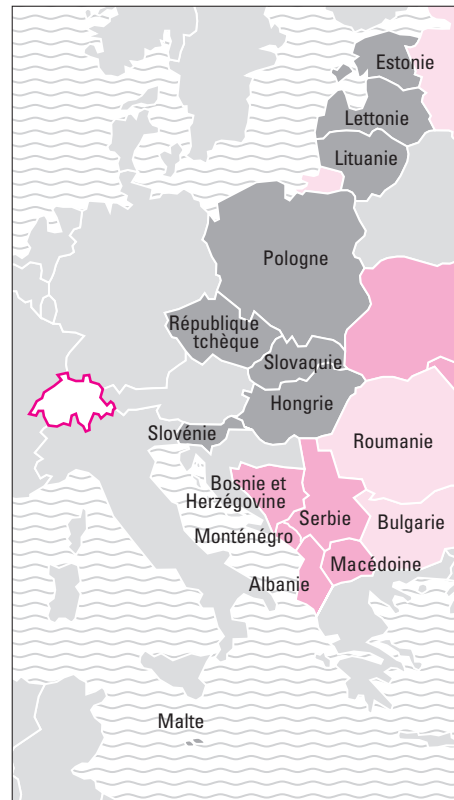 Estonie
Lettonie
Lituanie
Pologne
République
tchèque
Slovaquie
Hongrie
Slovénie
Roumanie
Bosnie et
Herzégovine
Serbie
Bulgarie
Monténégro
Macédoine
Albanie
Malte